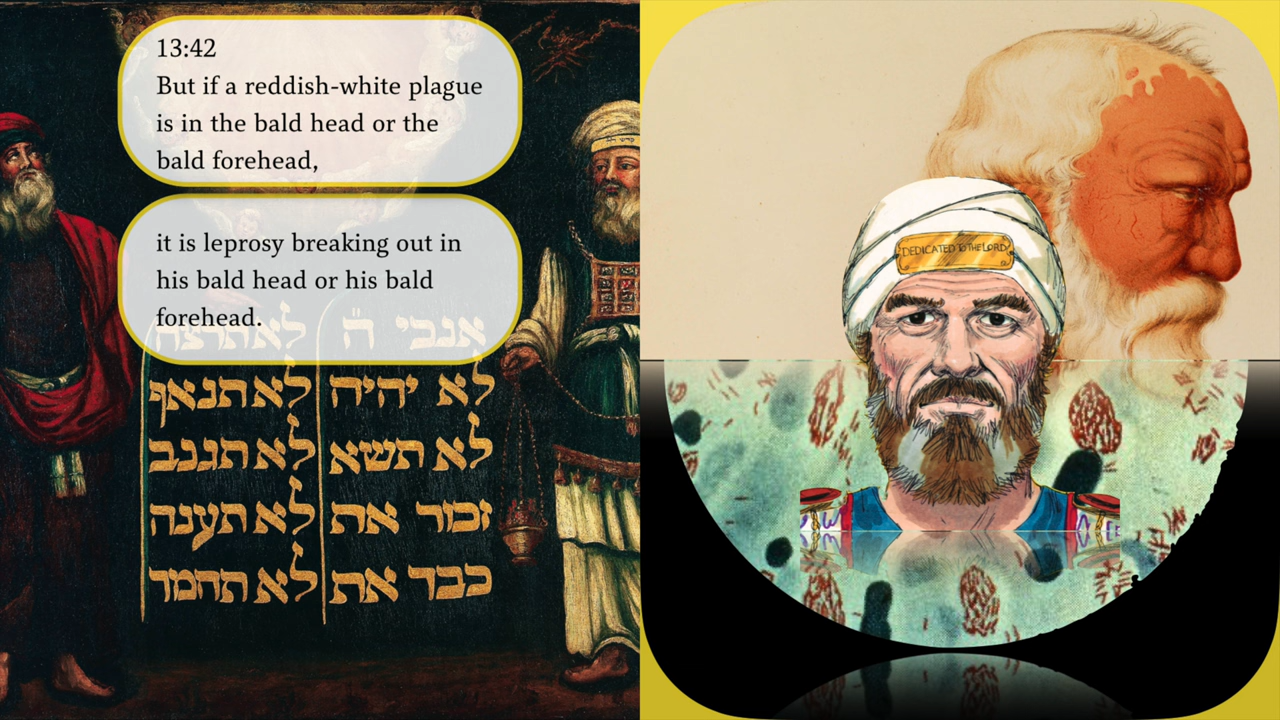 13:42
But if a reddish-white plague
is in the bald head or the
bald forehead,
it is leprosy breaking out in
his bald head or his bald
forehead.
אנכי ה'
לא תרצח
לא יהיה
לא תנאף
לא תשא
לא תגנב
זכור את
לא תענה
כבד את
לא תחמד
DEDICATED TO THE LORD